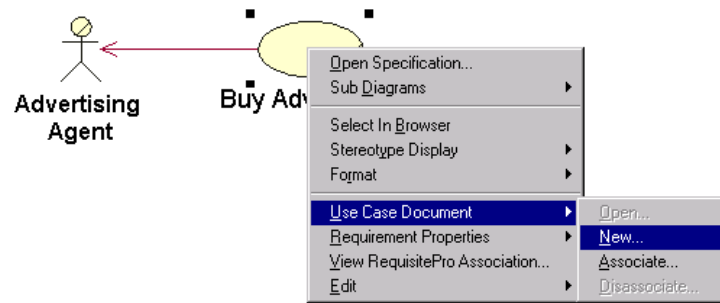 Advertising
Agent
Buy Adv
Open Specification...
Sub Diagrams
Select In Browser
Stereotype Display
Format
Use Case Document
Requirement Properties
View RequisitePro Association...
Edit
Open...
New...
Associate...
Disassociate...